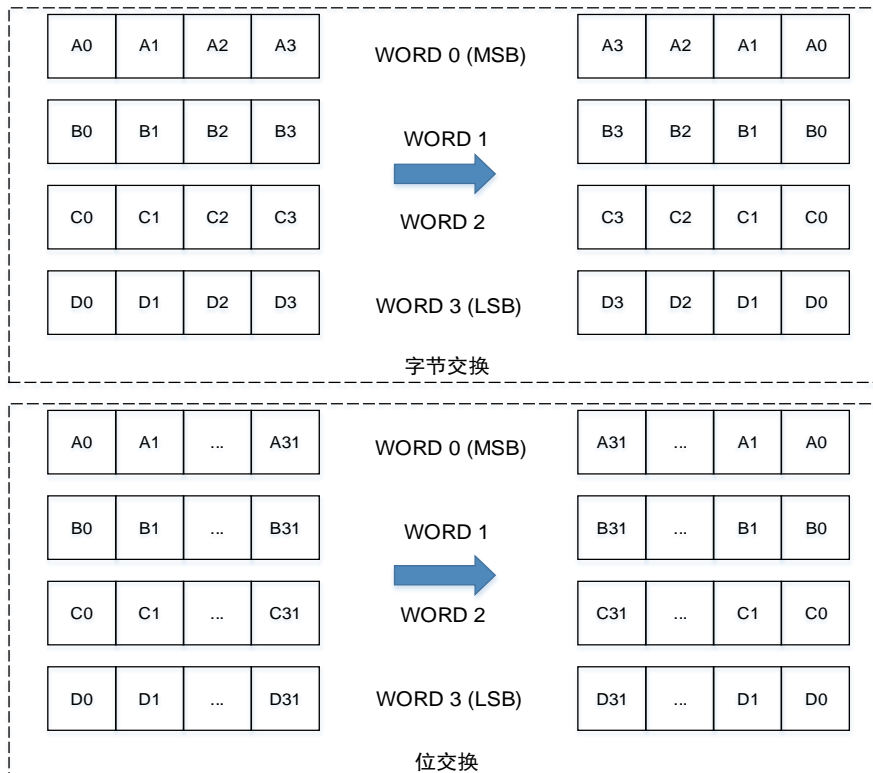 A0 A1 A2 A3 WORD 0 (MSB) A3 A2 A1 A0
B0 B1 B2 B3 WORD 1 B3 B2 B1 B0
C0 C1 C2 C3 WORD 2 C3 C2 C1 C0
D0 D1 D2 D3 WORD 3 (LSB) D3 D2 D1 D0
字节交换
A0 A1 ... A31 WORD 0 (MSB) A31 ... A1 A0
B0 B1 ... B31 WORD 1 B31 ... B1 B0
C0 C1 ... C31 WORD 2 C31 ... C1 C0
D0 D1 ... D31 WORD 3 (LSB) D31 ... D1 D0
位交换